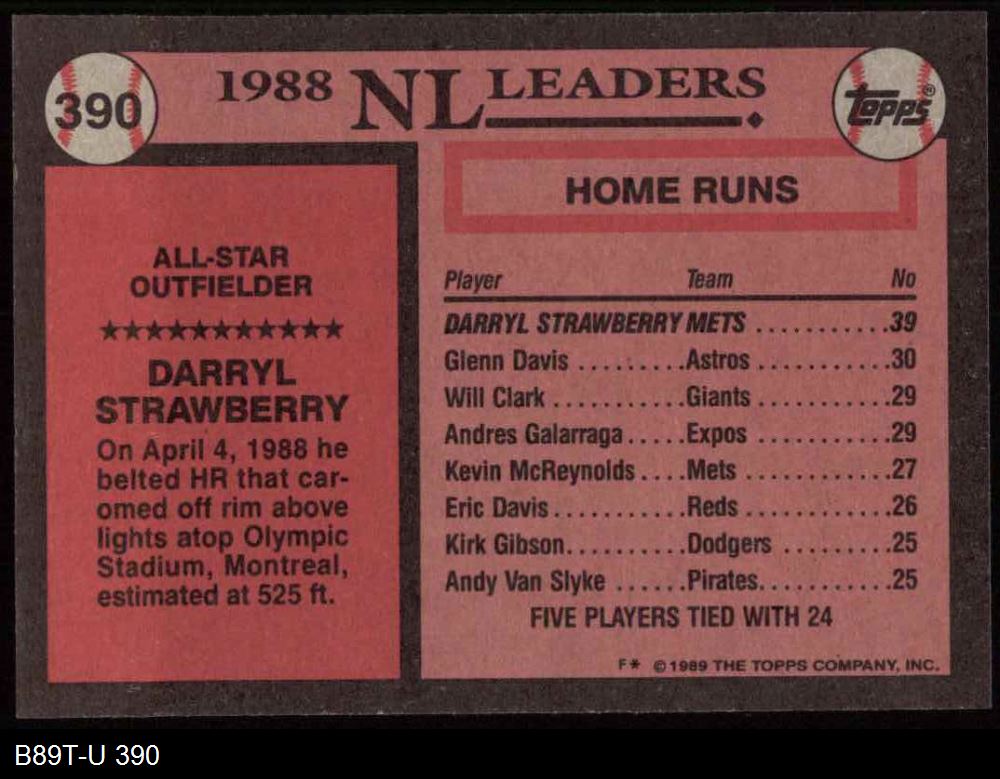 390
1988 NL LEADERS
Topps®
ALL-STAR
OUTFIELDER
★★★★★★★★★★★
DARRYL
STRAWBERRY
On April 4, 1988 he
belted HR that car-
omed off rim above
lights atop Olympic
Stadium, Montreal,
estimated at 525 ft.
HOME RUNS
Player Team No
DARRYL STRAWBERRY METS ...........39
Glenn Davis .........Astros ...........30
Will Clark ...........Giants ...........29
Andres Galarraga.....Expos ...........29
Kevin McReynolds ....Mets ............27
Eric Davis...........Reds ............26
Kirk Gibson..........Dodgers .........25
Andy Van Slyke ......Pirates...........25
FIVE PLAYERS TIED WITH 24
F* ©1989 THE TOPPS COMPANY, INC.
B89T-U 390